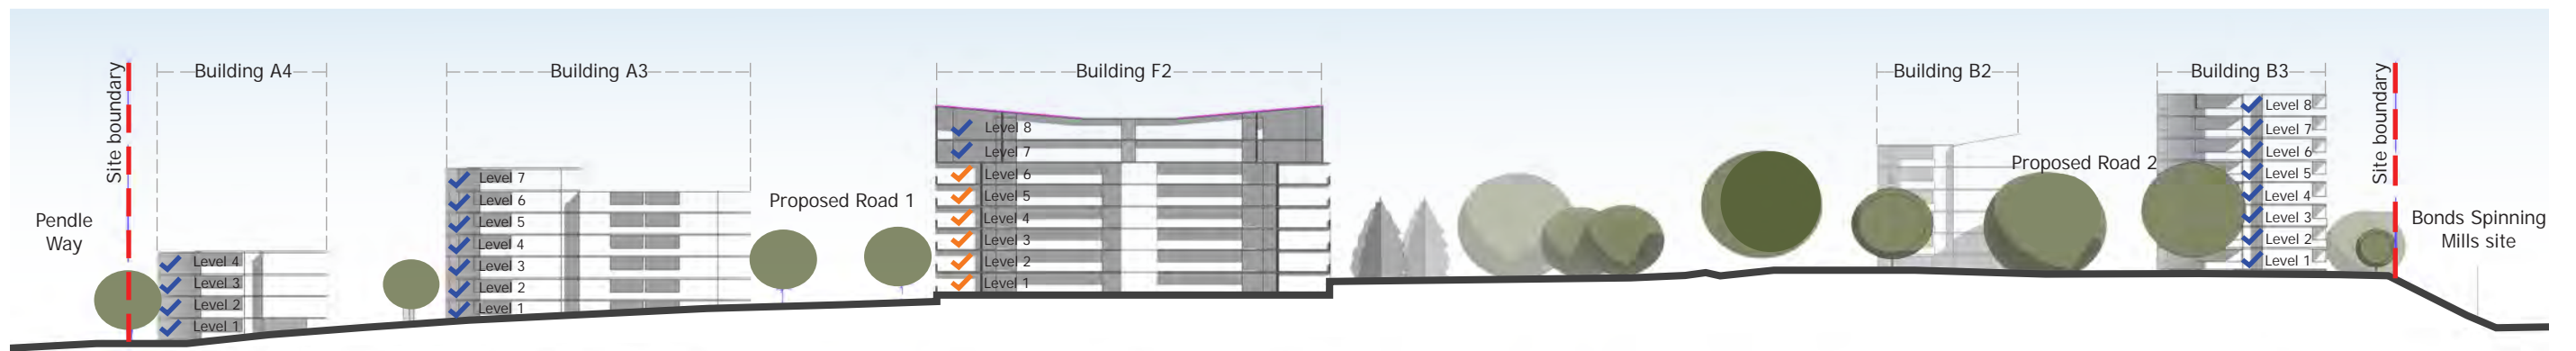 Site boundary
Building A4
Building A3
Building F2
Building B2
Building B3
Site boundary
Pendle
Way
Level 4
Level 3
Level 2
Level 1
Level 7
Level 6
Level 5
Level 4
Level 3
Level 2
Level 1
Proposed Road 1
Level 8
Level 7
Level 6
Level 5
Level 4
Level 3
Level 2
Level 1
Proposed Road 2
Level 8
Level 7
Level 6
Level 5
Level 4
Level 3
Level 2
Level 1
Bonds Spinning
Mills site